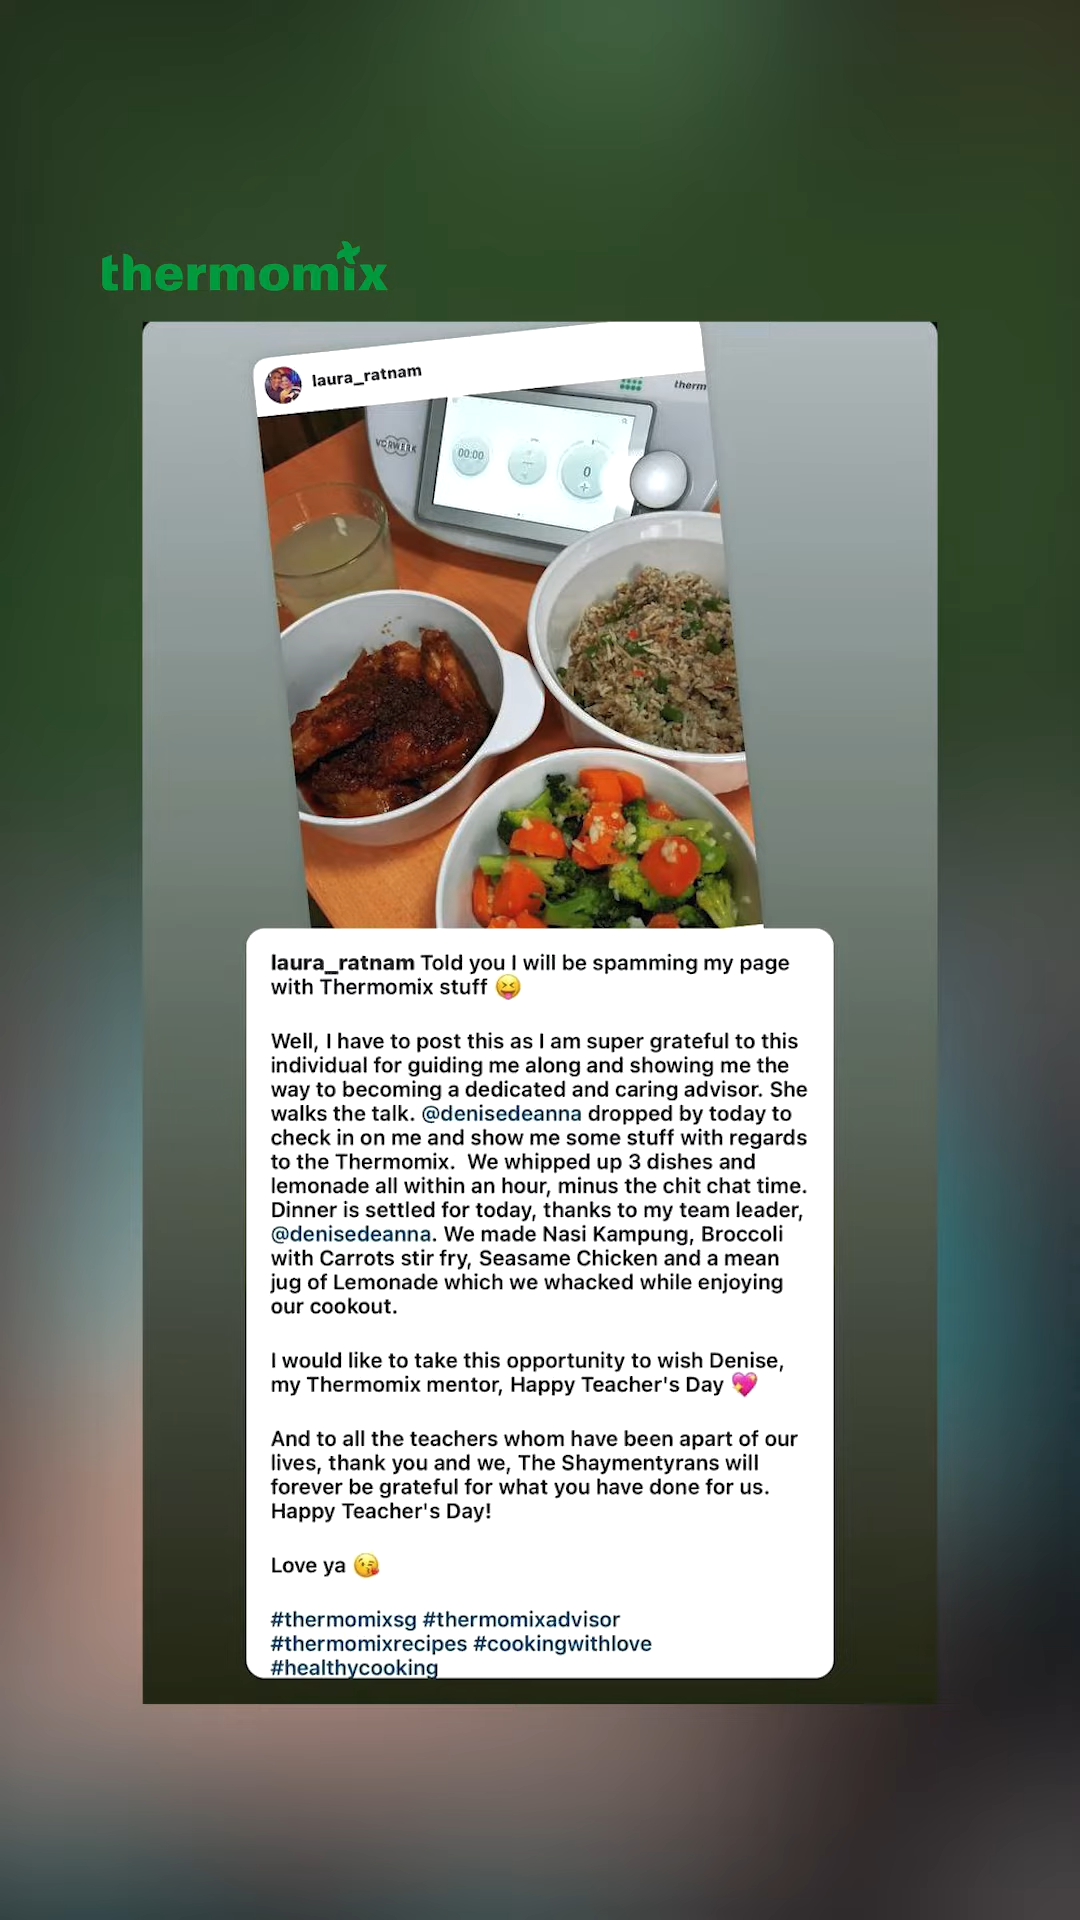 thermomix
laura_ratnam
therm
VORWERK
00:00
0
laura_ratnam Told you I will be spamming my page
with Thermomix stuff 😝
Well, I have to post this as I am super grateful to this
individual for guiding me along and showing me the
way to becoming a dedicated and caring advisor. She
walks the talk. @denisedeanna dropped by today to
check in on me and show me some stuff with regards
to the Thermomix.  We whipped up 3 dishes and
lemonade all within an hour, minus the chit chat time.
Dinner is settled for today, thanks to my team leader,
@denisedeanna. We made Nasi Kampung, Broccoli
with Carrots stir fry, Seasame Chicken and a mean
jug of Lemonade which we whacked while enjoying
our cookout.
I would like to take this opportunity to wish Denise,
my Thermomix mentor, Happy Teacher's Day 💖
And to all the teachers whom have been apart of our
lives, thank you and we, The Shaymentyrans will
forever be grateful for what you have done for us.
Happy Teacher's Day!
Love ya 😘
#thermomixsg #thermomixadvisor
#thermomixrecipes #cookingwithlove
#healthycooking